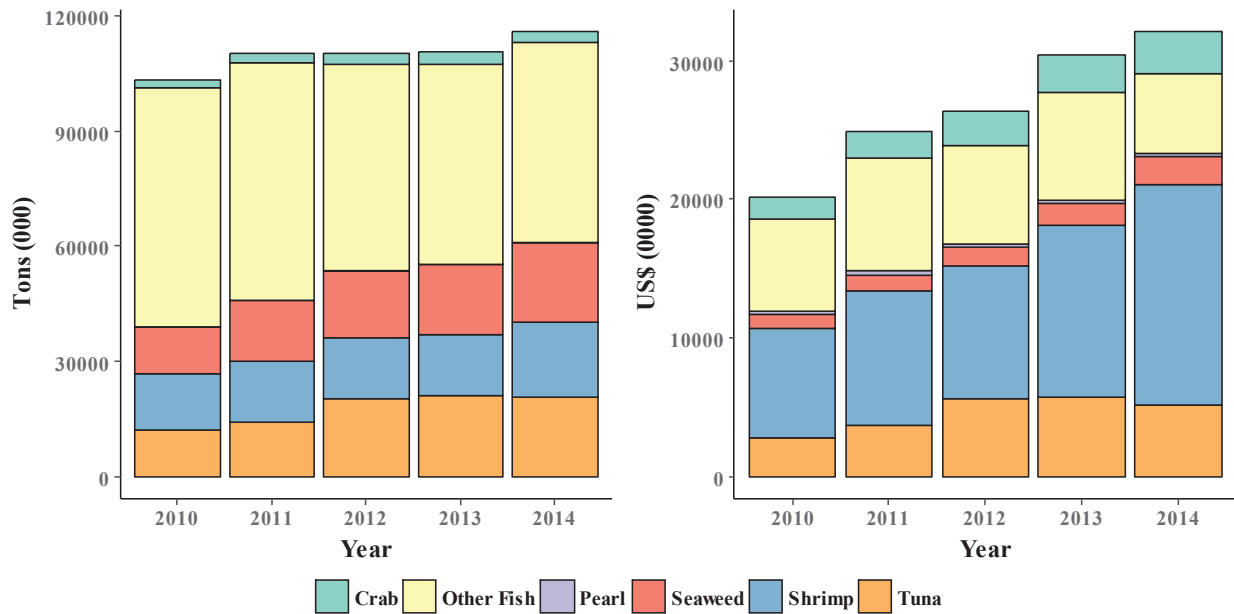 120000
90000
60000
30000
0
Tons (000)
2010 2011 2012 2013 2014
Year
30000
20000
10000
0
US$ (0000)
2010 2011 2012 2013 2014
Year
Crab Other Fish Pearl Seaweed Shrimp Tuna